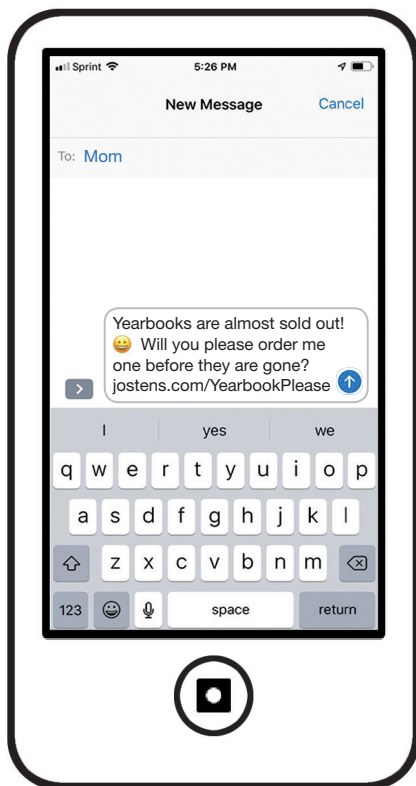 Sprint 5:26 PM
New Message Cancel
To: Mom
Yearbooks are almost sold out!
😀 Will you please order me
one before they are gone?
jostens.com/YearbookPlease
I yes we
q w e r t y u i o p
a s d f g h j k l
z x c v b n m
123 space return